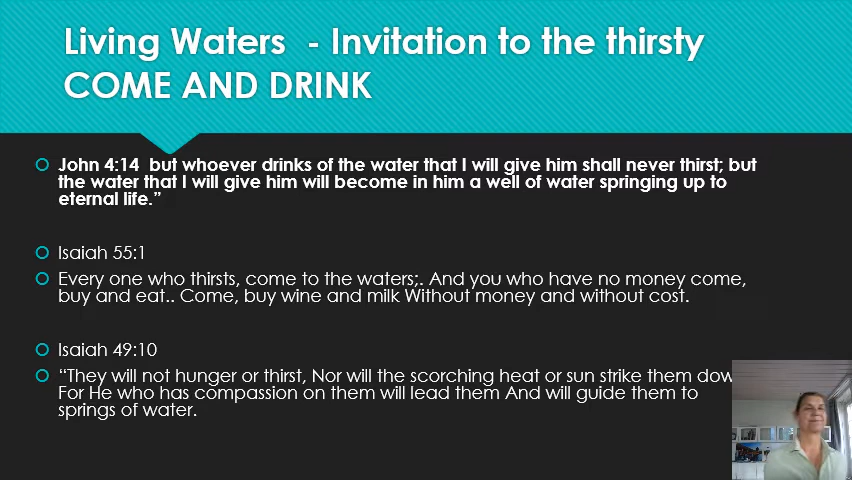 Living Waters - Invitation to the thirsty
COME AND DRINK
John 4:14 but whoever drinks of the water that I will give him shall never thirst; but
the water that I will give him will become in him a well of water springing up to
eternal life.”
Isaiah 55:1
Every one who thirsts, come to the waters;. And you who have no money come,
buy and eat.. Come, buy wine and milk Without money and without cost.
Isaiah 49:10
“They will not hunger or thirst, Nor will the scorching heat or sun strike them
For He who has compassion on them will lead them And will guide them to
springs of water.